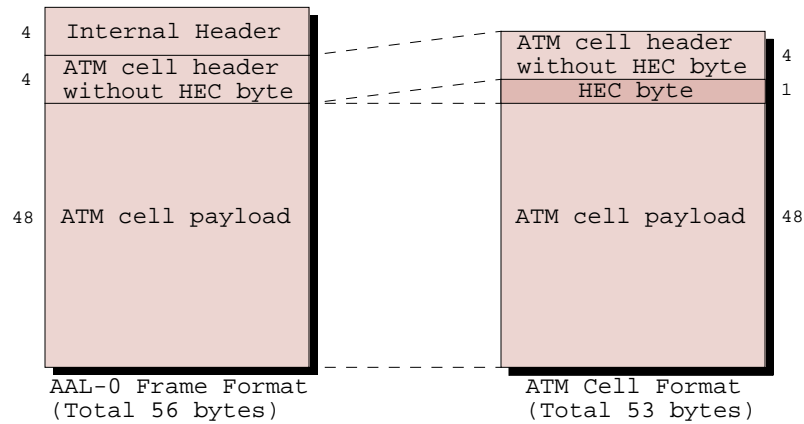 4
Internal Header
4
ATM cell header
without HEC byte
48
ATM cell payload
AAL-0 Frame Format
(Total 56 bytes)
ATM cell header
without HEC byte
4
HEC byte
1
ATM cell payload
48
ATM Cell Format
(Total 53 bytes)